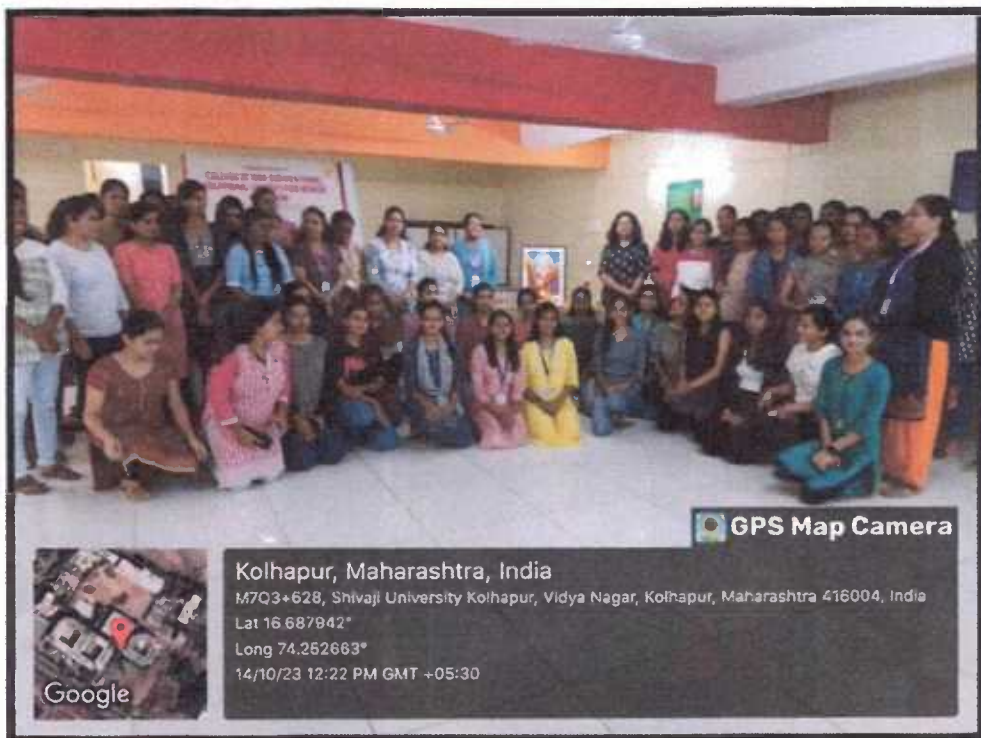 GPS Map Camera
Kolhapur, Maharashtra, India
M7Q3+628, Shivaji University Kolhapur, Vidya Nagar, Kolhapur, Maharashtra 416004, India
Lat 16.687942°
Long 74.252663°
14/10/23 12:22 PM GMT +05:30
Google